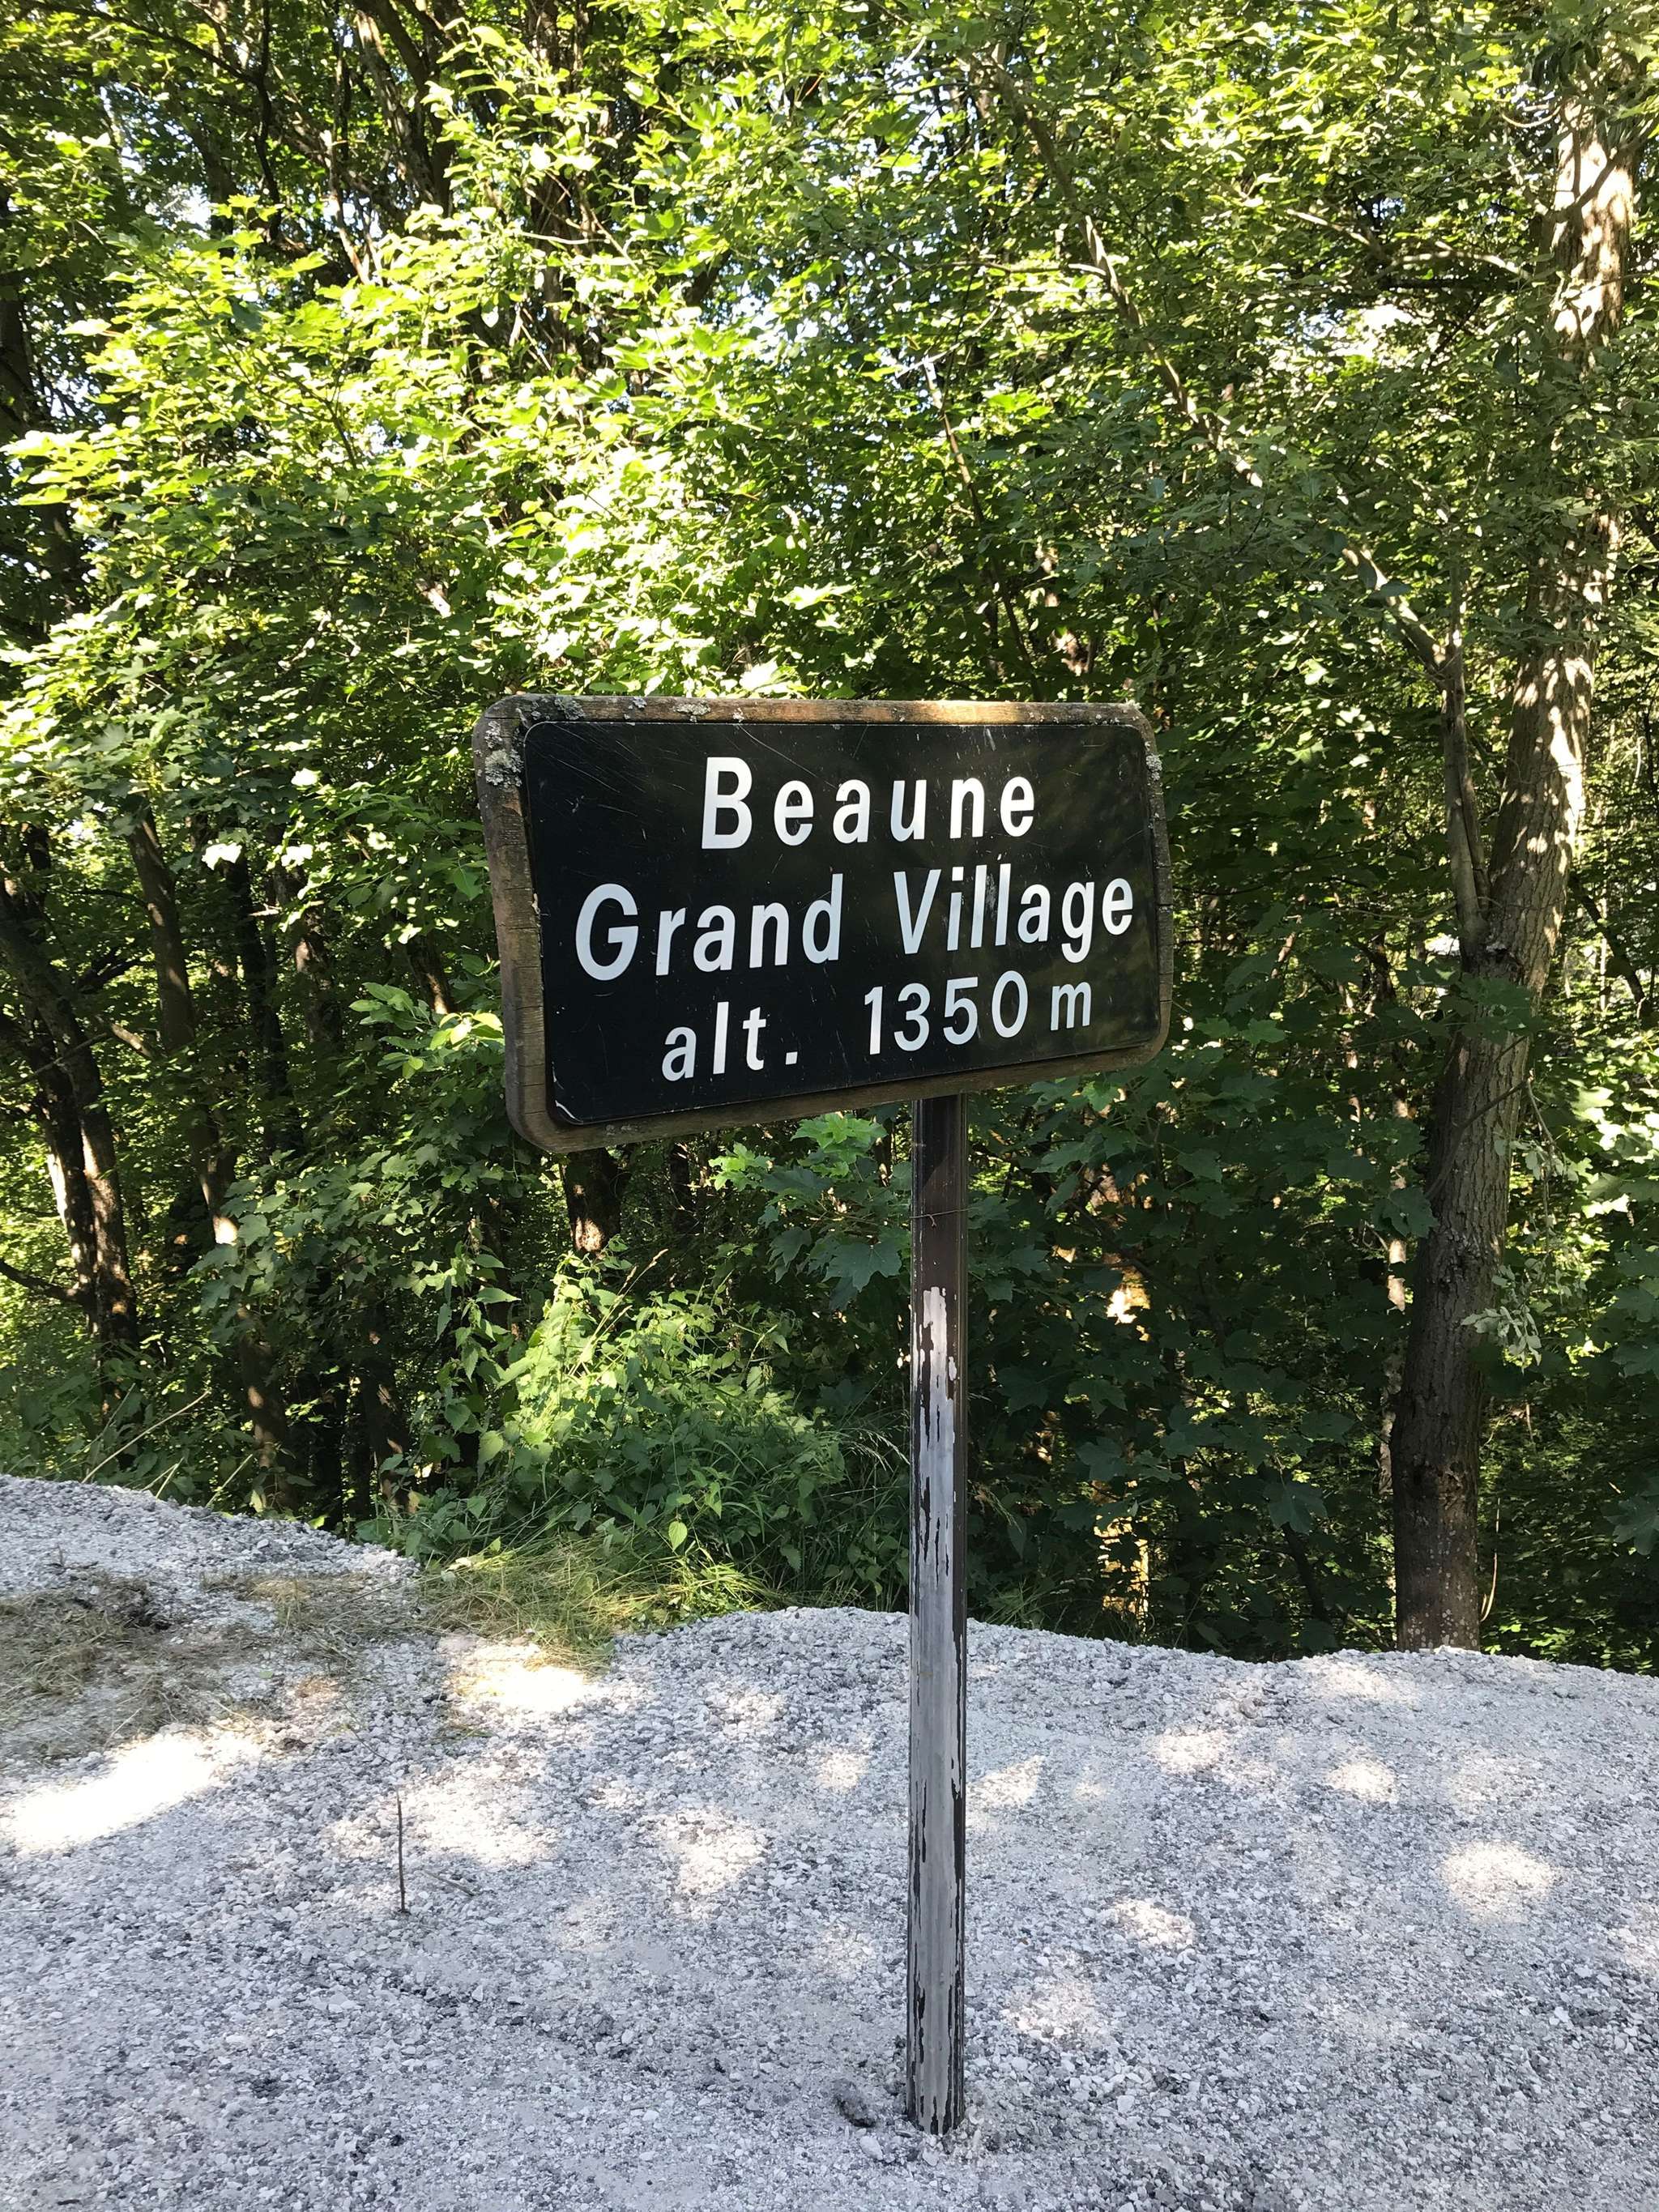 Beaune
Grand Village
alt. 1350 m